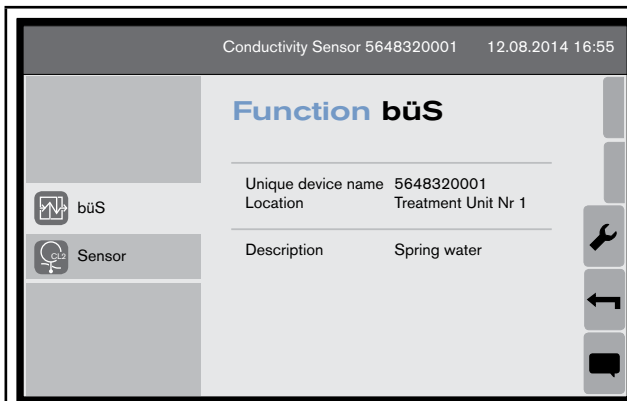 Conductivity Sensor 5648320001 12.08.2014 16:55
Function büS
Unique device name 5648320001
Location Treatment Unit Nr 1
büS
Description Spring water
CL2 Sensor